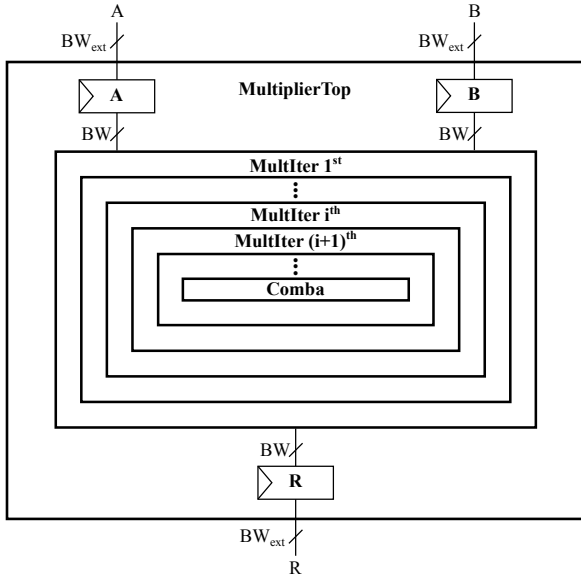 A B
BW_ext BW_ext
A MultiplierTop B
BW BW
MultIter 1^st
MultIter i^th
MultIter (i+1)^th
Comba
BW
R
BW_ext
R